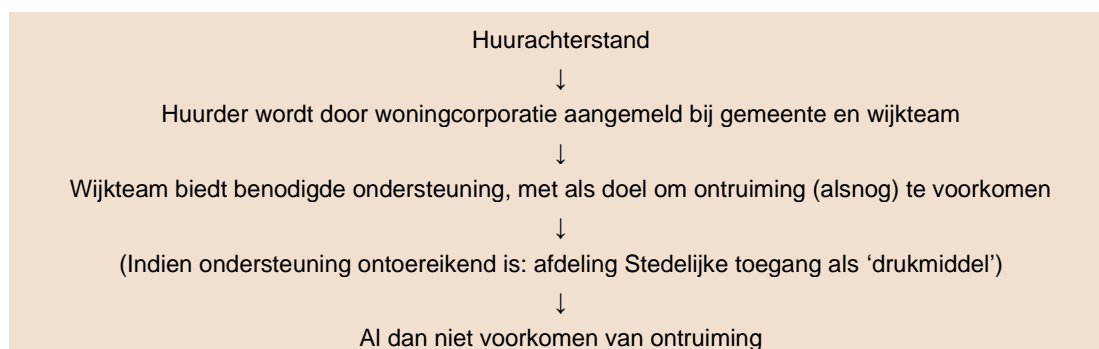 Huurachterstand
↓
Huurder wordt door woningcorporatie aangemeld bij gemeente en wijkteam
↓
Wijkteam biedt benodigde ondersteuning, met als doel om ontruiming (alsnog) te voorkomen
↓
(Indien ondersteuning ontoereikend is: afdeling Stedelijke toegang als ‘drukmiddel’)
↓
Al dan niet voorkomen van ontruiming